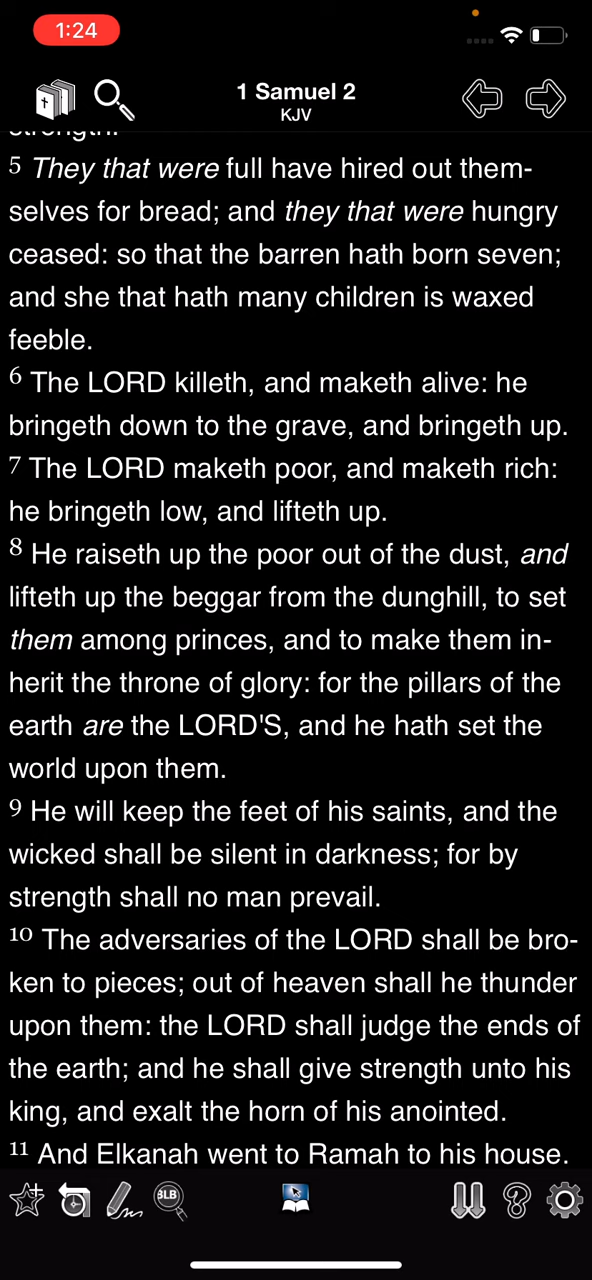 1:24
1 Samuel 2
KJV
strength.
5 They that were full have hired out them-
selves for bread; and they that were hungry
ceased: so that the barren hath born seven;
and she that hath many children is waxed
feeble.
6 The LORD killeth, and maketh alive: he
bringeth down to the grave, and bringeth up.
7 The LORD maketh poor, and maketh rich:
he bringeth low, and lifteth up.
8 He raiseth up the poor out of the dust, and
lifteth up the beggar from the dunghill, to set
them among princes, and to make them in-
herit the throne of glory: for the pillars of the
earth are the LORD'S, and he hath set the
world upon them.
9 He will keep the feet of his saints, and the
wicked shall be silent in darkness; for by
strength shall no man prevail.
10 The adversaries of the LORD shall be bro-
ken to pieces; out of heaven shall he thunder
upon them: the LORD shall judge the ends of
the earth; and he shall give strength unto his
king, and exalt the horn of his anointed.
11 And Elkanah went to Ramah to his house.
BLB